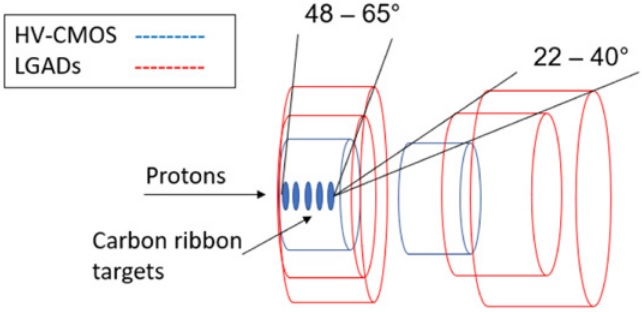 48 – 65°
HV-CMOS
LGADs
22 – 40°
Protons
Carbon ribbon
targets